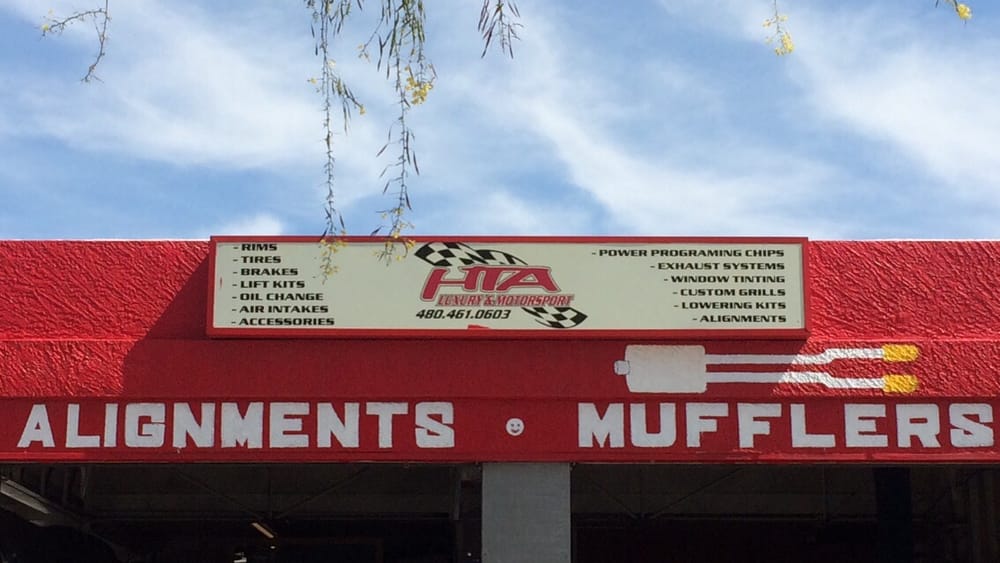 - RIMS
- TIRES
- BRAKES
- LIFT KITS
- OIL CHANGE
- AIR INTAKES
- ACCESSORIES
HTA
LUXURY & MOTORSPORT
480.461.0603
- POWER PROGRAMING CHIPS
- EXHAUST SYSTEMS
- WINDOW TINTING
- CUSTOM GRILLS
- LOWERING KITS
- ALIGNMENTS
ALIGNMENTS MUFFLERS